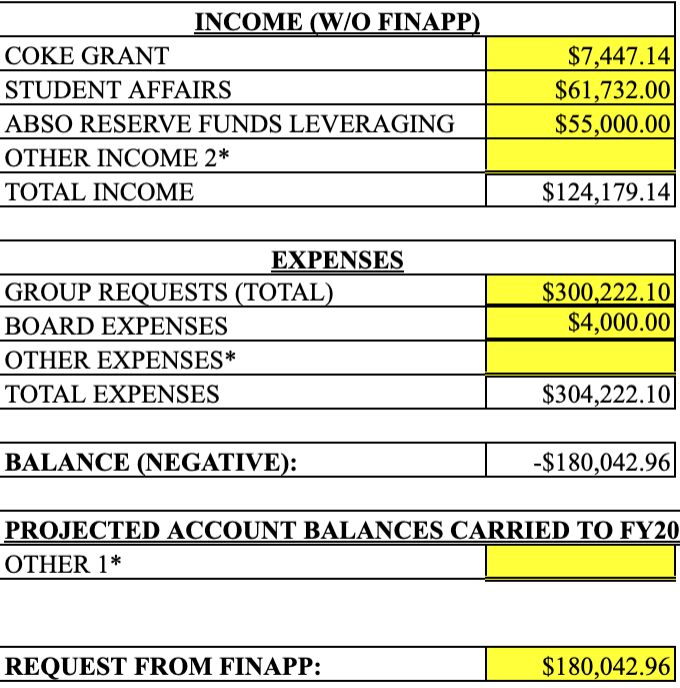 INCOME (W/O FINAPP)
COKE GRANT $7,447.14
STUDENT AFFAIRS $61,732.00
ABSO RESERVE FUNDS LEVERAGING $55,000.00
OTHER INCOME 2*
TOTAL INCOME $124,179.14
EXPENSES
GROUP REQUESTS (TOTAL) $300,222.10
BOARD EXPENSES $4,000.00
OTHER EXPENSES*
TOTAL EXPENSES $304,222.10
BALANCE (NEGATIVE): -$180,042.96
PROJECTED ACCOUNT BALANCES CARRIED TO FY20
OTHER 1*
REQUEST FROM FINAPP: $180,042.96